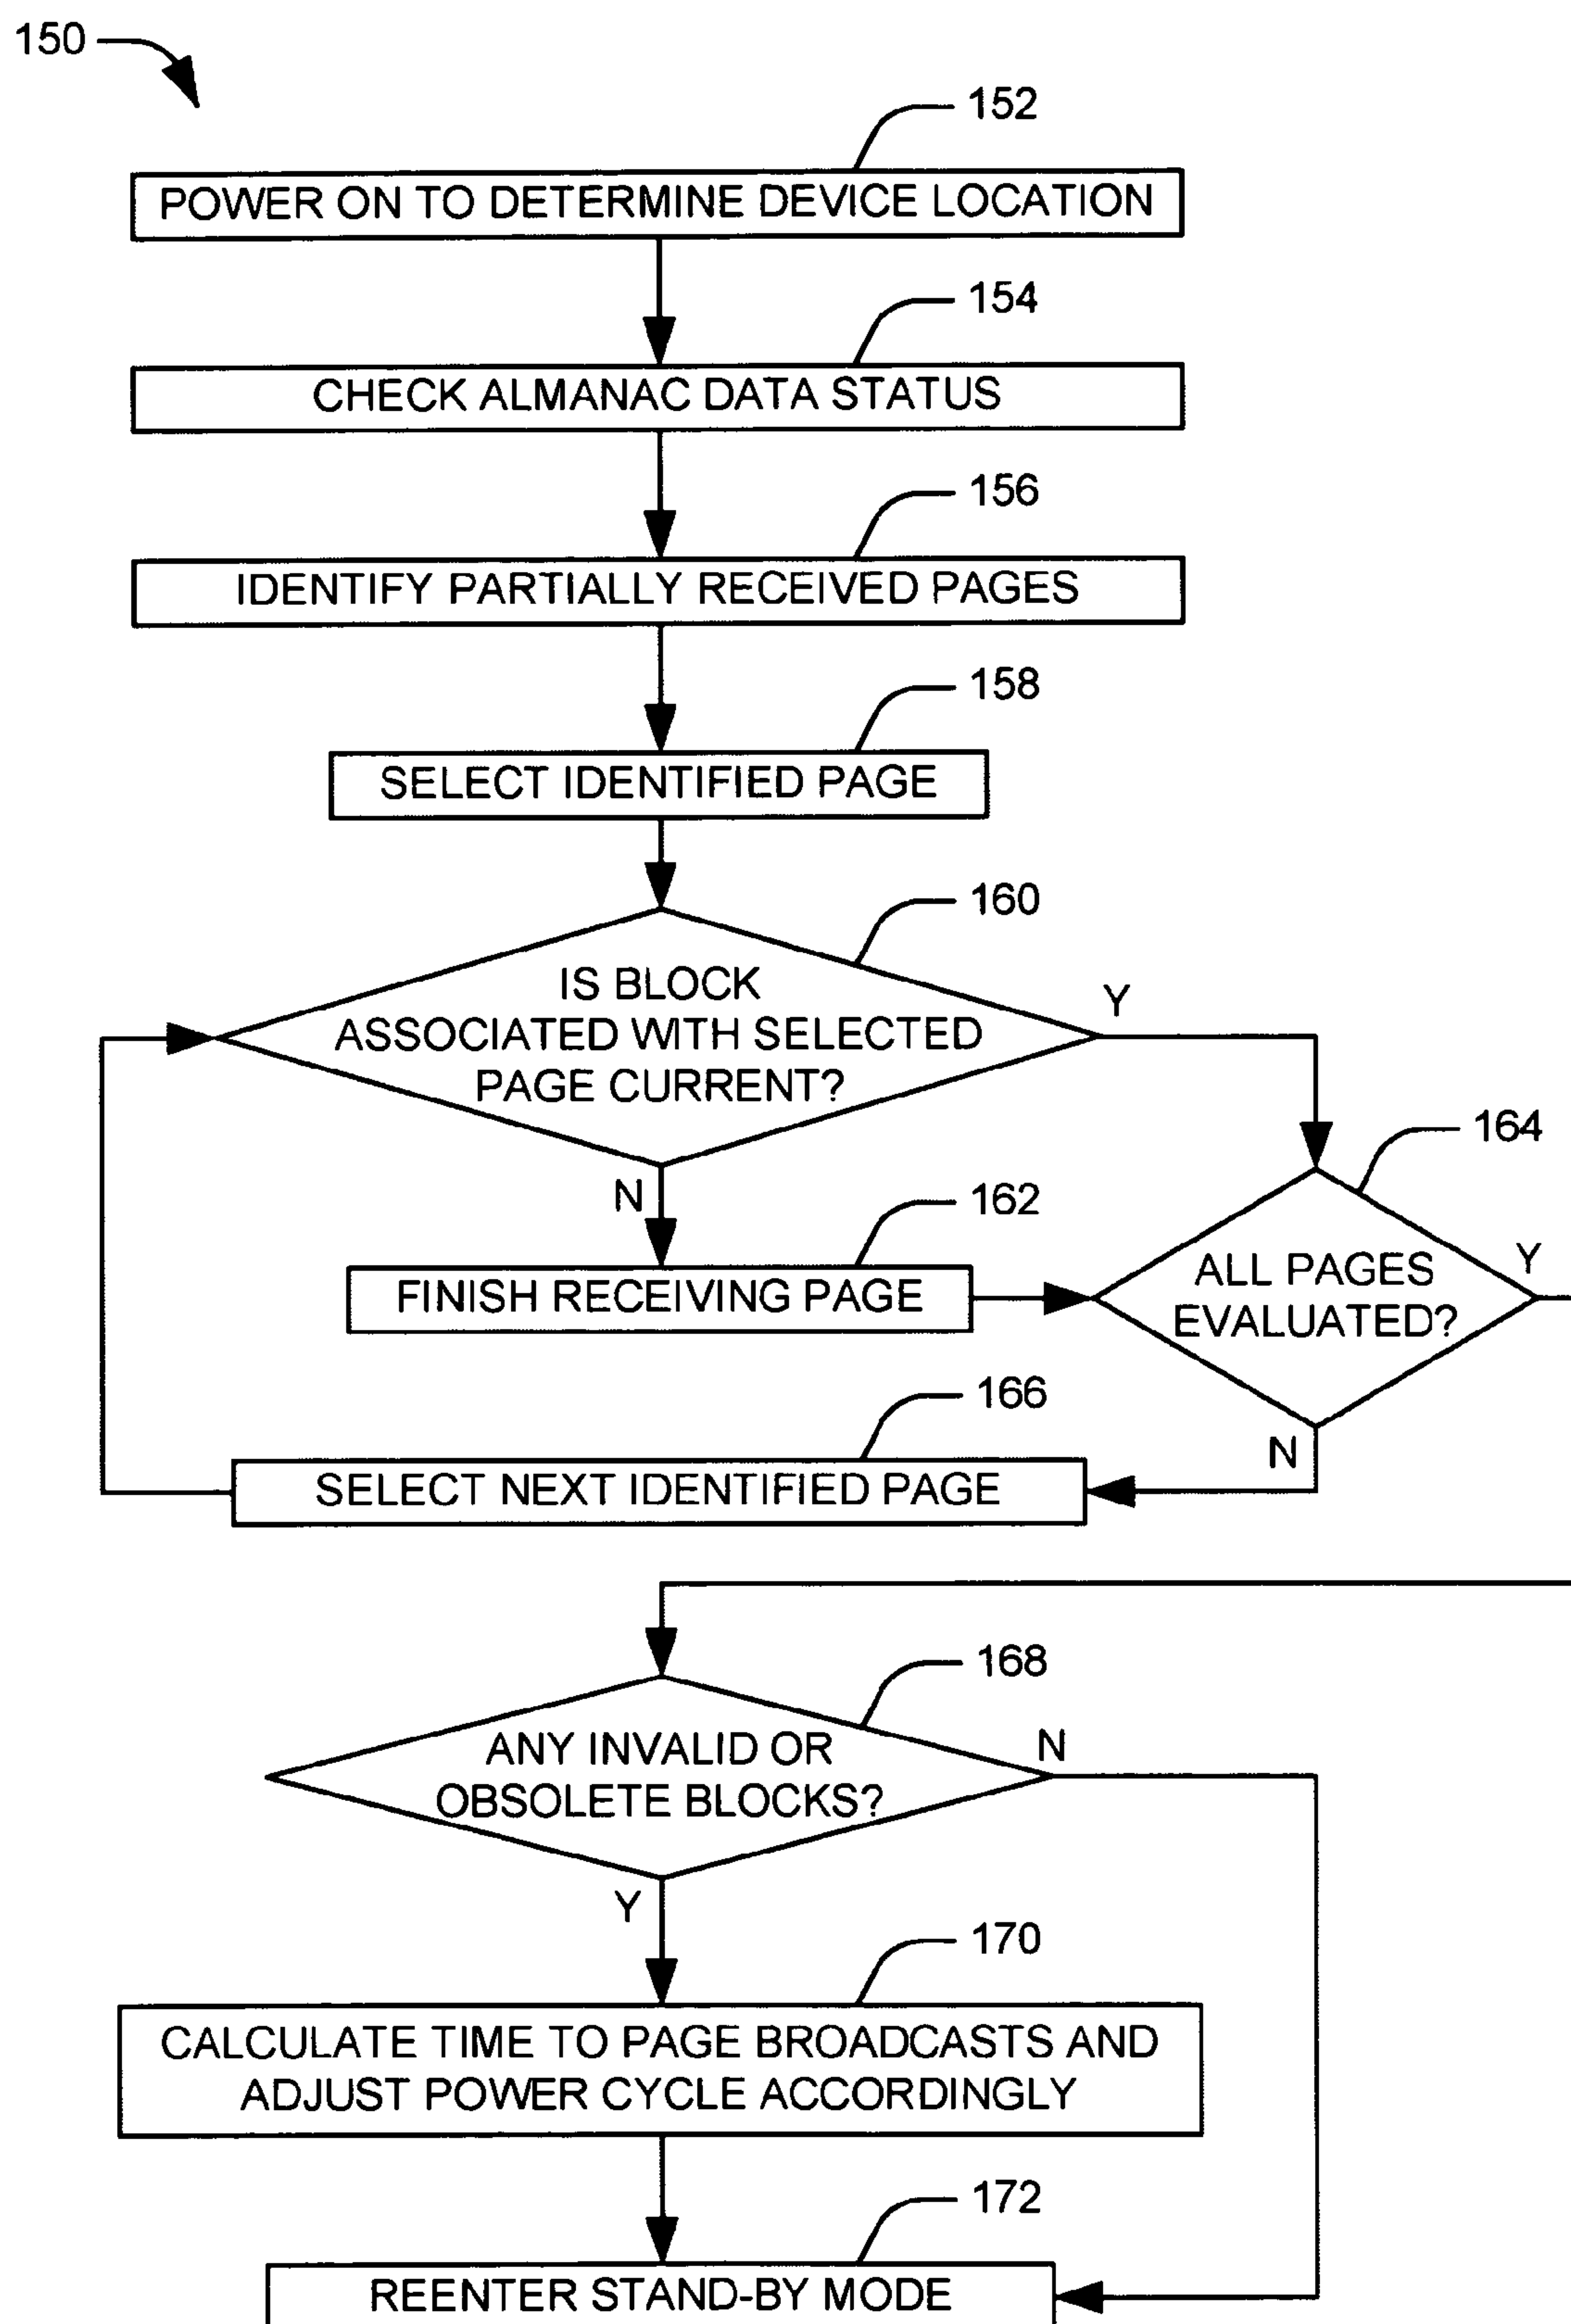 150
152
POWER ON TO DETERMINE DEVICE LOCATION
154
CHECK ALMANAC DATA STATUS
156
IDENTIFY PARTIALLY RECEIVED PAGES
158
SELECT IDENTIFIED PAGE
160
IS BLOCK
ASSOCIATED WITH SELECTED
PAGE CURRENT?
Y
N
162
FINISH RECEIVING PAGE
164
ALL PAGES
EVALUATED?
Y
N
166
SELECT NEXT IDENTIFIED PAGE
168
ANY INVALID OR
OBSOLETE BLOCKS?
N
Y
170
CALCULATE TIME TO PAGE BROADCASTS AND
ADJUST POWER CYCLE ACCORDINGLY
172
REENTER STAND-BY MODE